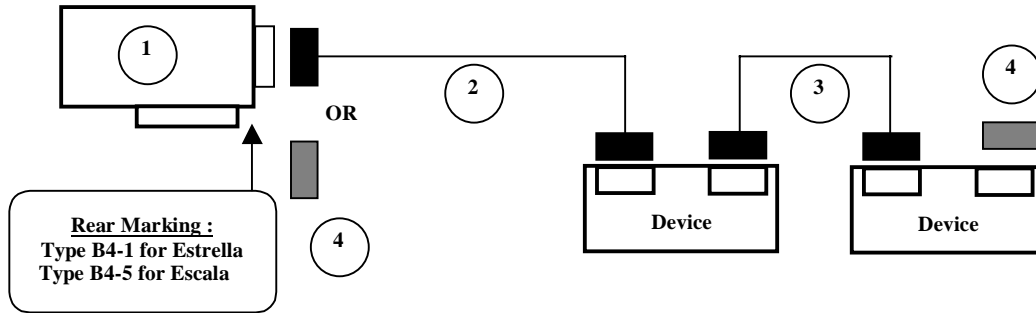 1
2
3
4
OR
Rear Marking :
Type B4-1 for Estrella
Type B4-5 for Escala
4
Device
Device